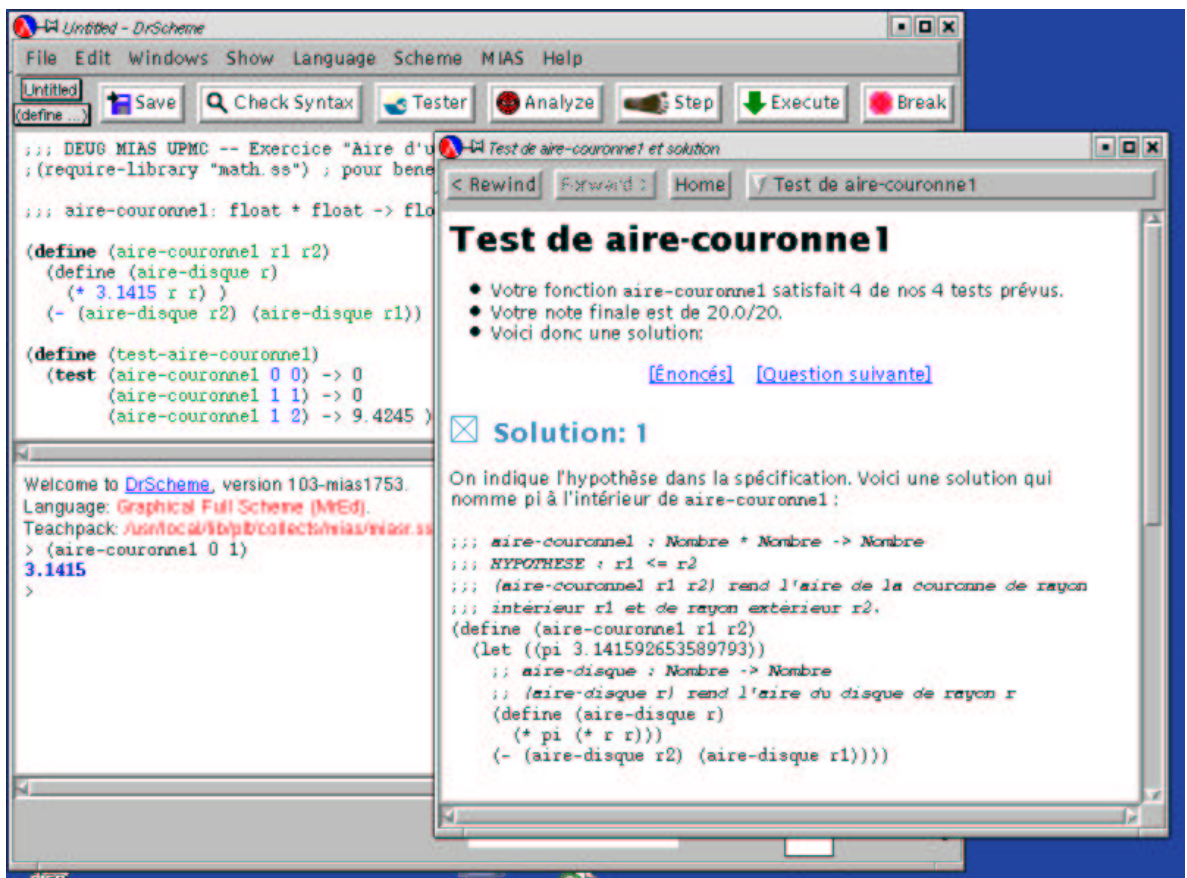 Untitled - DrScheme
File Edit Windows Show Language Scheme MIAS Help
Untitled
(define ...)
Save Check Syntax Tester Analyze Step Execute Break
;;; DEUG MIAS UPMC -- Exercice "Aire d'u
;(require-library "math.ss") ; pour bene
;;; aire-couronne1: float * float -> flo
(define (aire-couronne1 r1 r2)
(define (aire-disque r)
(* 3.1415 r r) )
(- (aire-disque r2) (aire-disque r1))
(define (test-aire-couronne1)
(test (aire-couronne1 0 0) -> 0
(aire-couronne1 1 1) -> 0
(aire-couronne1 1 2) -> 9.4245 )
Welcome to DrScheme, version 103-mias1753.
Language: Graphical Full Scheme (MrEd).
Teachpack: /usr/local/lib/plt/collects/mias/miasr.ss
> (aire-couronne1 0 1)
3.1415
>
Test de aire-couronne1 et solution
< Rewind Forward > Home Test de aire-couronne1
Test de aire-couronne1
● Votre fonction aire-couronne1 satisfait 4 de nos 4 tests prévus.
● Votre note finale est de 20.0/20.
● Voici donc une solution:
[Énoncés] [Question suivante]
Solution: 1
On indique l'hypothèse dans la spécification. Voici une solution qui
nomme pi à l'intérieur de aire-couronne1 :
;;; aire-couronne1 : Nombre * Nombre -> Nombre
;;; HYPOTHESE : r1 <= r2
;;; (aire-couronne1 r1 r2) rend l'aire de la couronne de rayon
;;; intérieur r1 et de rayon extérieur r2.
(define (aire-couronne1 r1 r2)
(let ((pi 3.141592653589793))
;; aire-disque : Nombre -> Nombre
;; (aire-disque r) rend l'aire du disque de rayon r
(define (aire-disque r)
(* pi (* r r)))
(- (aire-disque r2) (aire-disque r1))))